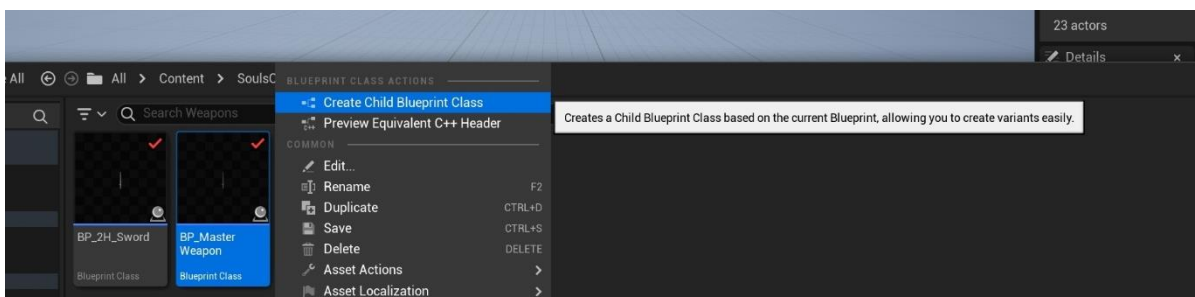 23 actors
Details
All
All > Content > SoulsC
Search Weapons
BP_2H_Sword
Blueprint Class
BP_Master
Weapon
Blueprint Class
BLUEPRINT CLASS ACTIONS
Create Child Blueprint Class
Preview Equivalent C++ Header
COMMON
Edit...
Rename F2
Duplicate CTRL+D
Save CTRL+S
Delete DELETE
Asset Actions >
Asset Localization >
Creates a Child Blueprint Class based on the current Blueprint, allowing you to create variants easily.